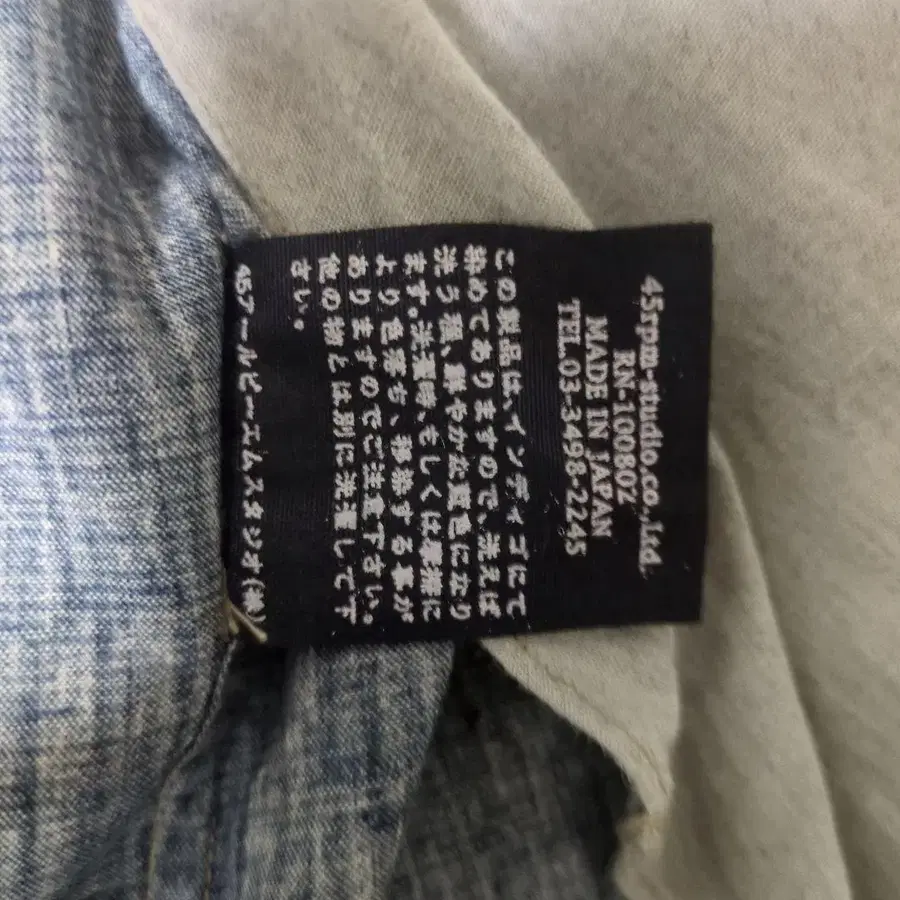 45rpm-studio.co.,ltd.
RN-100802
MADE IN JAPAN
TEL.03-3498-2245
この製品は、インディゴにて
染めてありますので、洗えば
洗う程、鮮やかな藍色になり
ます。洗濯時、もしくは摩擦に
より色落ち、移染する事が
ありますのでご注意下さい。
他の物とは別に洗濯して下
さい。
45アールピーエムスタジオ(株)